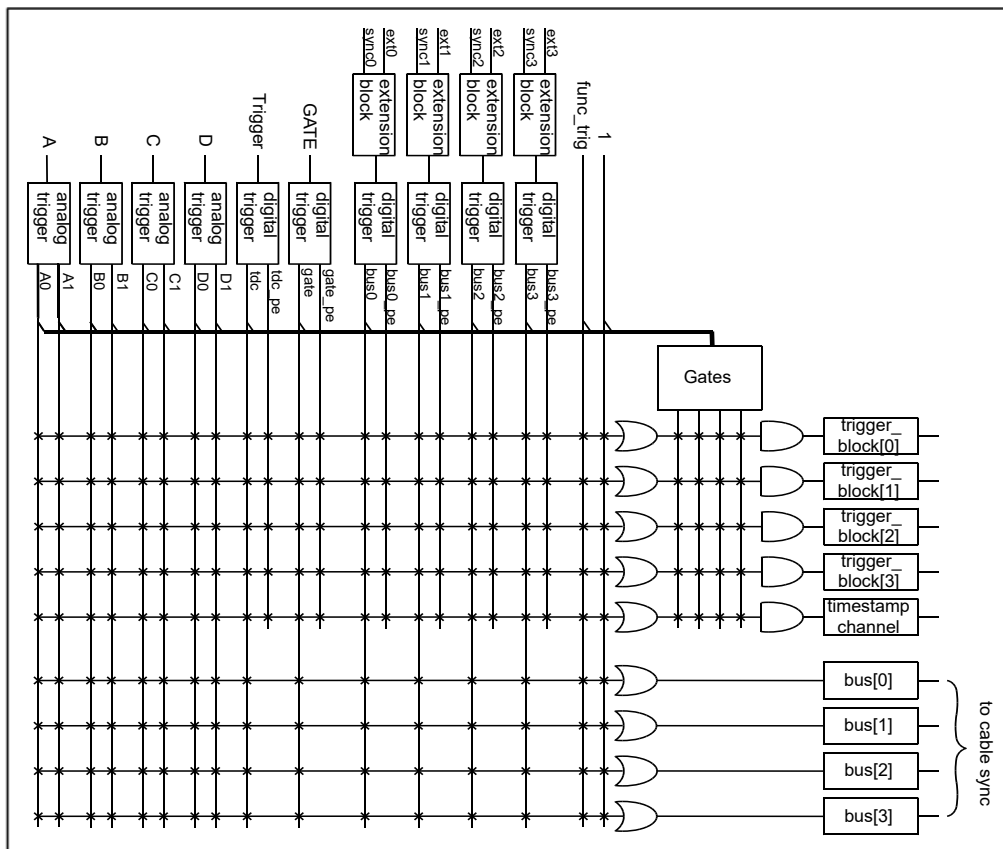 sync0
ext0
sync1
ext1
sync2
ext2
sync3
ext3
extension
block
extension
block
extension
block
extension
block
func_trig
1
A
B
C
D
Trigger
GATE
analog
trigger
analog
trigger
analog
trigger
analog
trigger
digital
trigger
digital
trigger
digital
trigger
digital
trigger
digital
trigger
digital
trigger
A0
A1
B0
B1
C0
C1
D0
D1
tdc
tdc_pe
gate
gate_pe
bus0
bus0_pe
bus1
bus1_pe
bus2
bus2_pe
bus3
bus3_pe
Gates
trigger_
block[0]
trigger_
block[1]
trigger_
block[2]
trigger_
block[3]
timestamp
channel
bus[0]
bus[1]
bus[2]
bus[3]
to cable sync